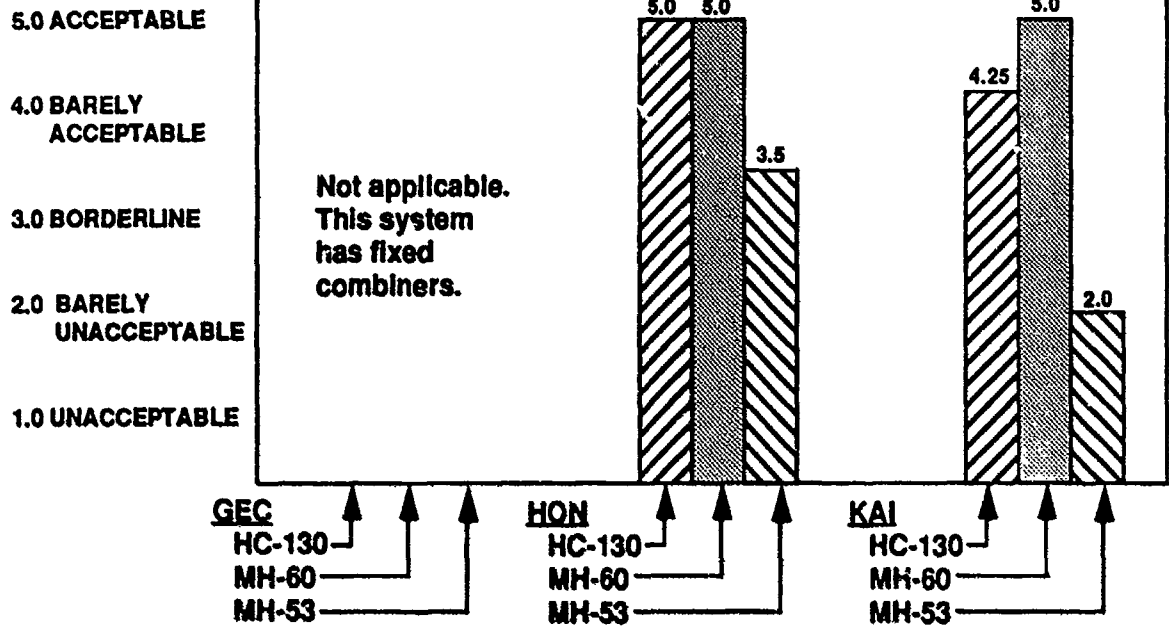 5.0 ACCEPTABLE
4.0 BARELY
ACCEPTABLE
3.0 BORDERLINE
2.0 BARELY
UNACCEPTABLE
1.0 UNACCEPTABLE
Not applicable.
This system
has fixed
combiners.
5.0 5.0
3.5
4.25
5.0
2.0
GEC
HC-130
MH-60
MH-53
HON
HC-130
MH-60
MH-53
KAI
HC-130
MH-60
MH-53